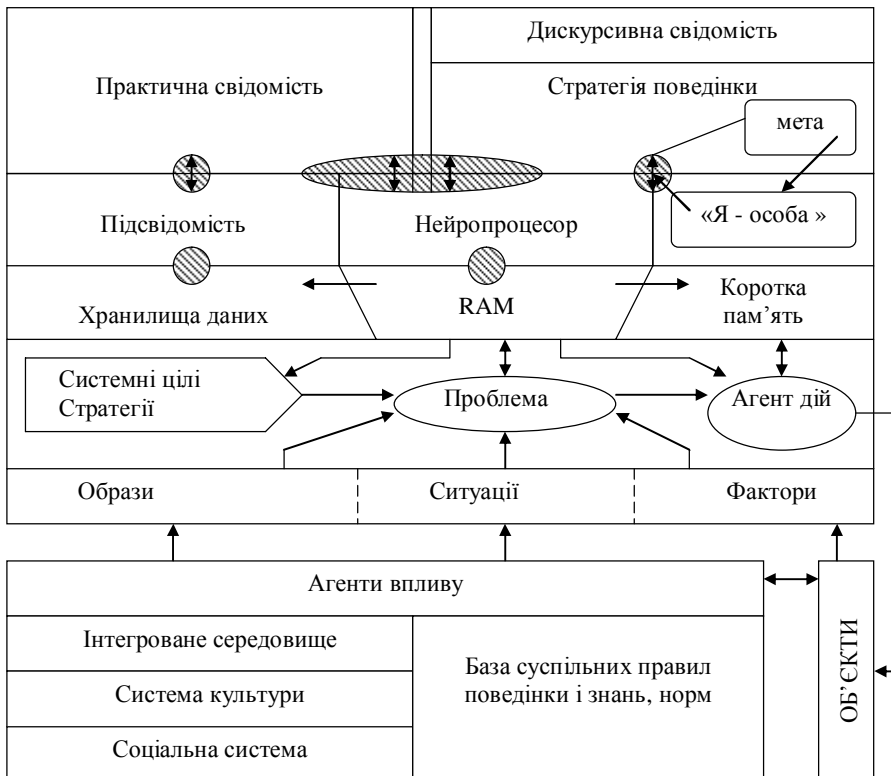 Дискурсивна свідомість
Практична свідомість
Стратегія поведінки
мета
Підсвідомість
Нейропроцесор
«Я - особа »
Хранилища даних
RAM
Коротка
пам’ять
Системні цілі
Стратегії
Проблема
Агент дій
Образи
Ситуації
Фактори
Агенти впливу
Інтегроване середовище
Система культури
Соціальна система
База суспільних правил
поведінки і знань, норм
ОБ’ЄКТИ